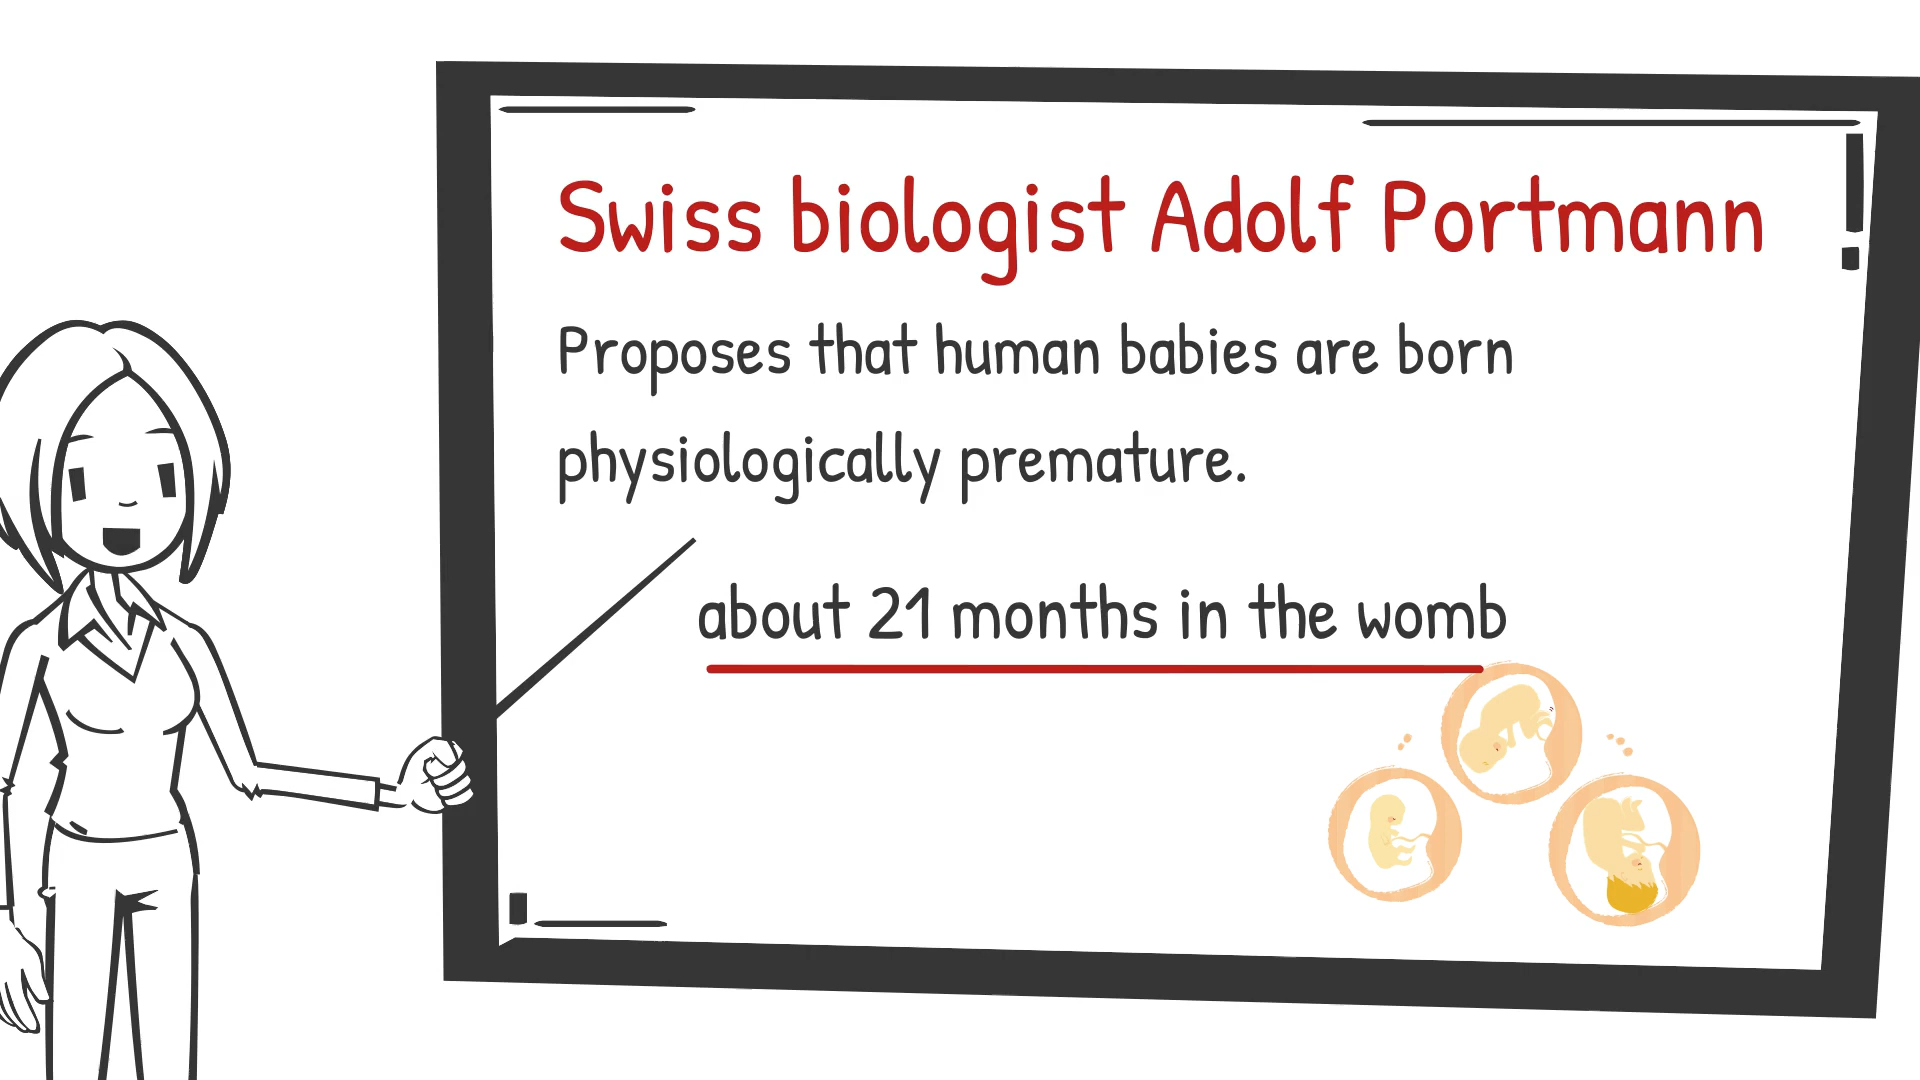 Swiss biologist Adolf Portmann
Proposes that human babies are born
physiologically premature.
about 21 months in the womb